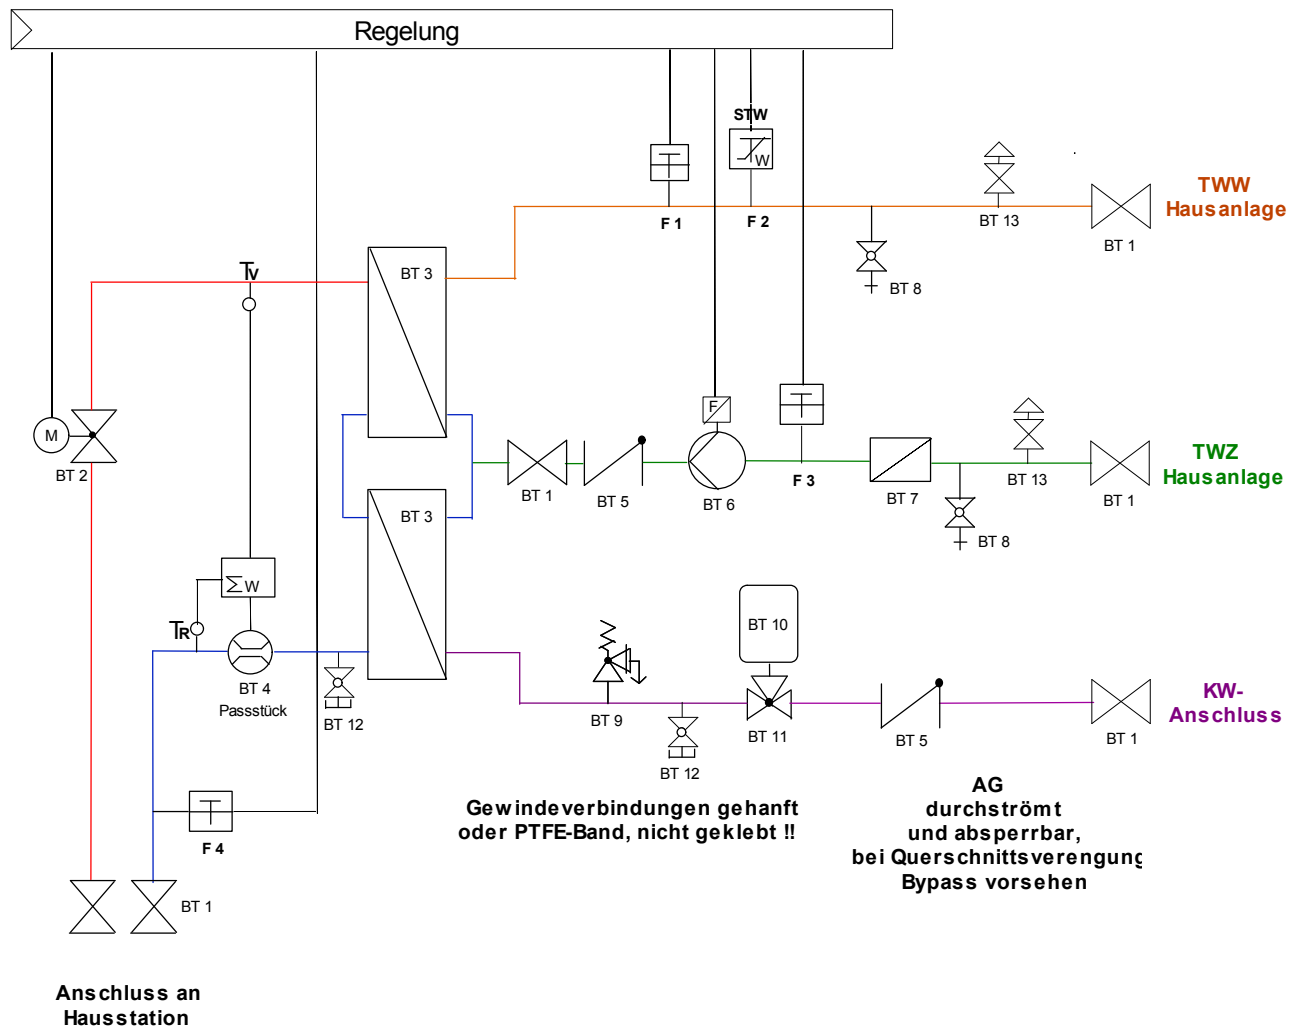 Regelung
STW
W
F 1
F 2
TWW
Hausanlage
BT 13
BT 1
BT 8
TV
BT 3
M
BT 2
F
BT 1
BT 5
BT 6
F 3
BT 7
BT 13
BT 1
TWZ
Hausanlage
BT 8
BT 3
ΣW
TR
BT 4
Passstück
BT 12
BT 10
BT 9
BT 11
BT 12
BT 5
BT 1
KW-
Anschluss
F 4
Gewindeverbindungen gehanft
oder PTFE-Band, nicht geklebt !!
AG
durchströmt
und absperrbar,
bei Querschnittsverengung
Bypass vorsehen
BT 1
Anschluss an
Hausstation